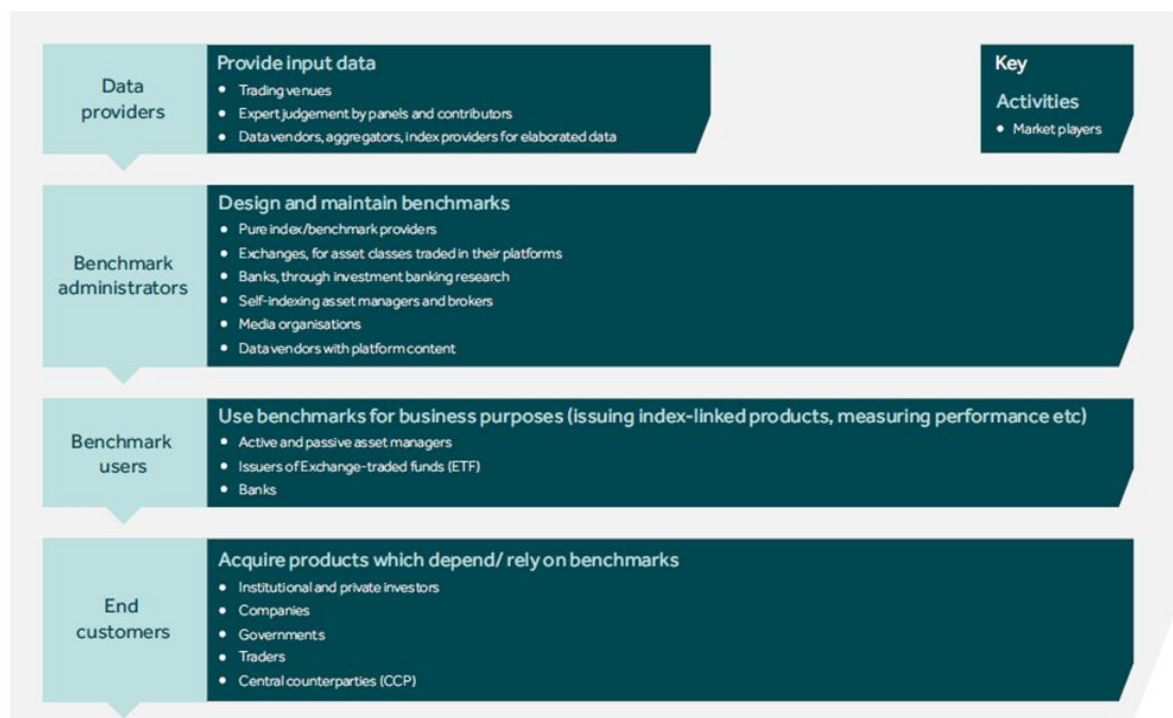 Data
providers
Provide input data
• Trading venues
• Expert judgement by panels and contributors
• Data vendors, aggregators, index providers for elaborated data
Key
Activities
• Market players
Benchmark
administrators
Design and maintain benchmarks
• Pure index/benchmark providers
• Exchanges, for asset classes traded in their platforms
• Banks, through investment banking research
• Self-indexing asset managers and brokers
• Media organisations
• Data vendors with platform content
Benchmark
users
Use benchmarks for business purposes (issuing index-linked products, measuring performance etc)
• Active and passive asset managers
• Issuers of Exchange-traded funds (ETF)
• Banks
End
customers
Acquire products which depend/ rely on benchmarks
• Institutional and private investors
• Companies
• Governments
• Traders
• Central counterparties (CCP)